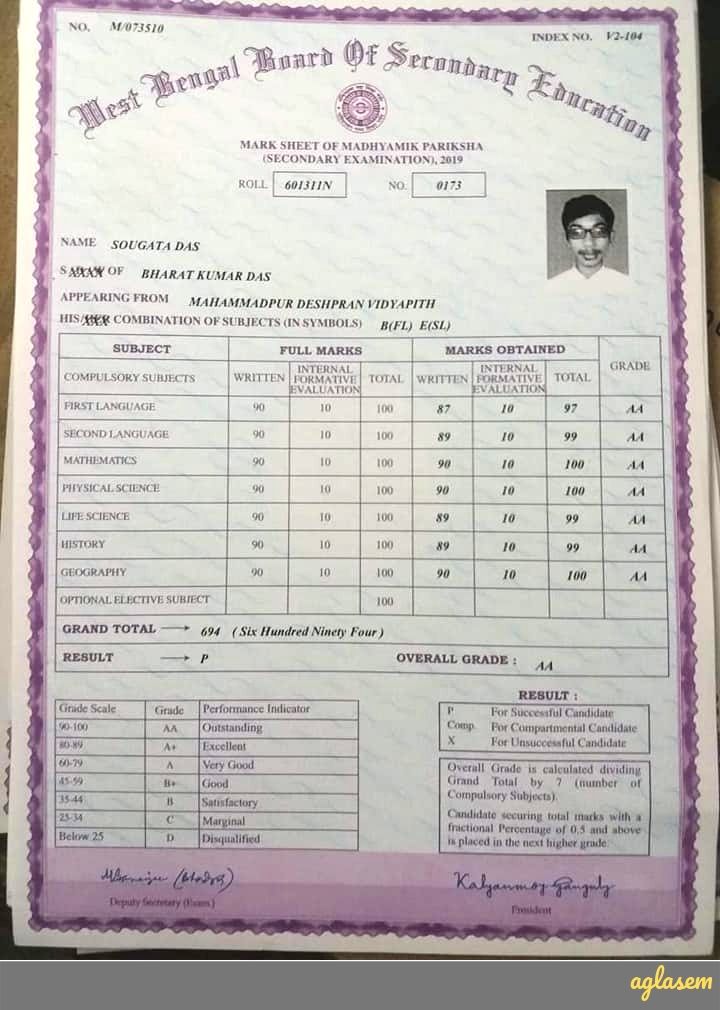 NO. M/073510
INDEX NO. V2-104
West Bengal Board Of Secondary Education
MARK SHEET OF MADHYAMIK PARIKSHA
(SECONDARY EXAMINATION), 2019
ROLL 601311N NO. 0173
NAME SOUGATA DAS
S OF BHARAT KUMAR DAS
APPEARING FROM MAHAMMADPUR DESHPRAN VIDYAPITH
HIS/ COMBINATION OF SUBJECTS (IN SYMBOLS) B(FL) E(SL)
SUBJECT FULL MARKS MARKS OBTAINED GRADE
COMPULSORY SUBJECTS WRITTEN INTERNAL FORMATIVE EVALUATION TOTAL WRITTEN INTERNAL FORMATIVE EVALUATION TOTAL
FIRST LANGUAGE 90 10 100 87 10 97 AA
SECOND LANGUAGE 90 10 100 89 10 99 AA
MATHEMATICS 90 10 100 90 10 100 AA
PHYSICAL SCIENCE 90 10 100 90 10 100 AA
LIFE SCIENCE 90 10 100 89 10 99 AA
HISTORY 90 10 100 89 10 99 AA
GEOGRAPHY 90 10 100 90 10 100 AA
OPTIONAL ELECTIVE SUBJECT 100
GRAND TOTAL → 694 (Six Hundred Ninety Four)
RESULT → P OVERALL GRADE : AA
Grade Scale Grade Performance Indicator
90-100 AA Outstanding
80-89 A+ Excellent
60-79 A Very Good
45-59 B+ Good
35-44 B Satisfactory
25-34 C Marginal
Below 25 D Disqualified
RESULT :
P For Successful Candidate
Comp. For Compartmental Candidate
X For Unsuccessful Candidate
Overall Grade is calculated dividing
Grand Total by 7 (number of
Compulsory Subjects).
Candidate securing total marks with a
fractional Percentage of 0.5 and above
is placed in the next higher grade.
Deputy Secretary (Exam.)
Kalyanmoy Ganguly
President
aglasem